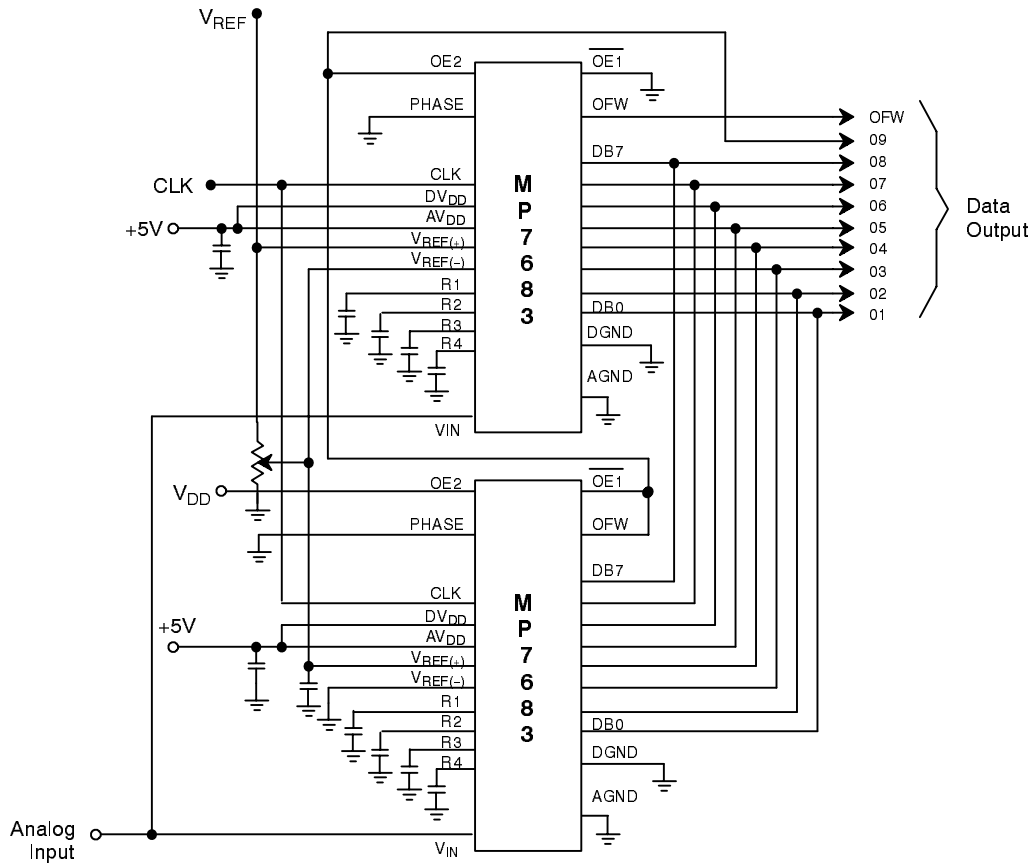 VREF
OE2
OE1
PHASE
OFW
OFW
09
DB7
08
CLK
CLK
07
DVDD
06
+5V
AVDD
05
VREF(+)
04
VREF(–)
03
R1
02
R2
DB0
01
R3
DGND
R4
AGND
VIN
M
P
7
6
8
3
Data
Output
VDD
OE2
OE1
PHASE
OFW
DB7
CLK
DVDD
+5V
AVDD
VREF(+)
VREF(–)
R1
R2
DB0
R3
DGND
R4
AGND
M
P
7
6
8
3
Analog
Input
VIN